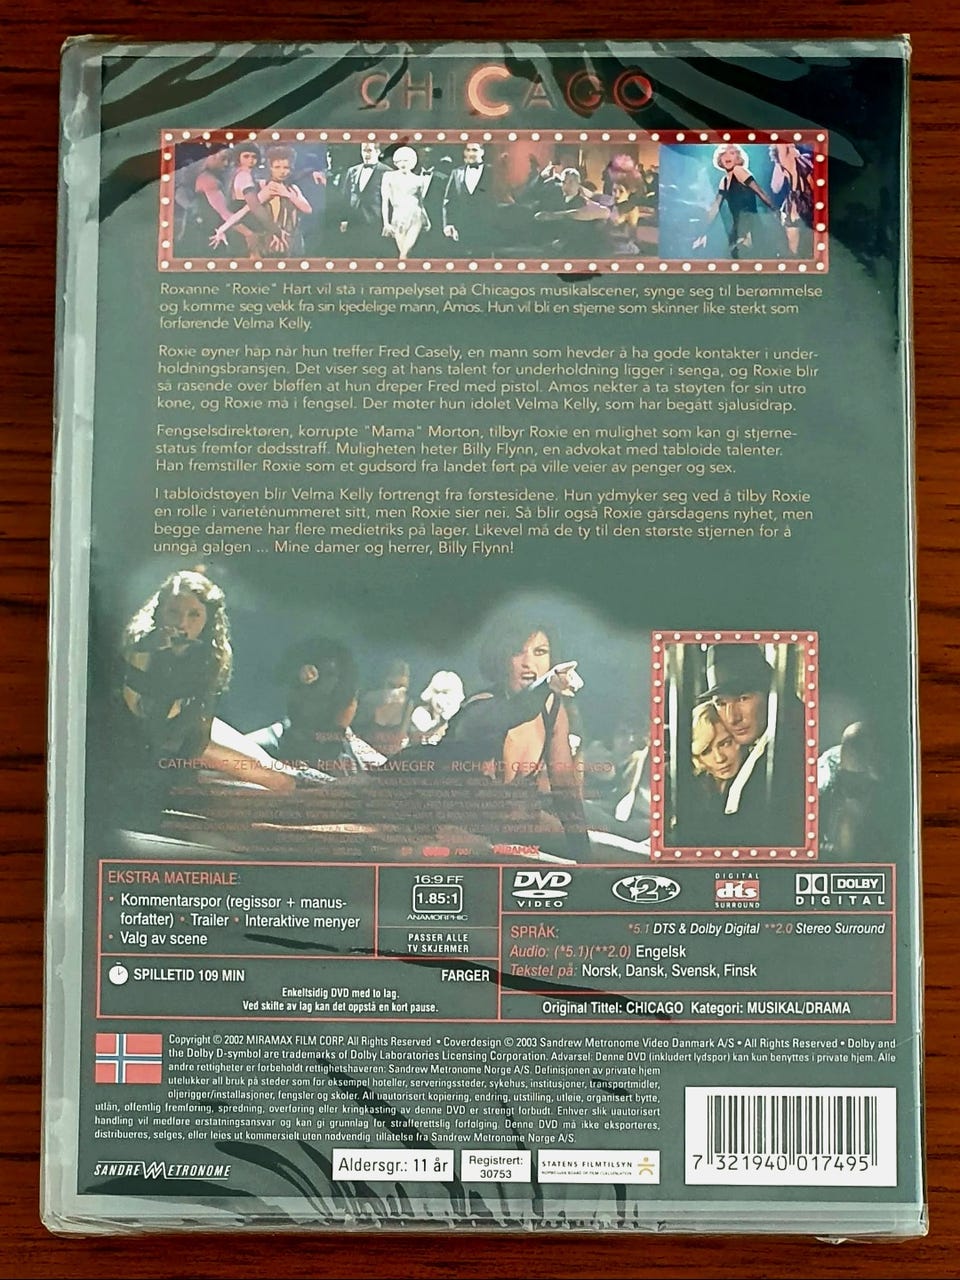 CHICAGO
Roxanne "Roxie" Hart vil stå i rampelyset på Chicagos musikalscener, synge seg til berømmelse
og komme seg vekk fra sin kjedelige mann, Amos. Hun vil bli en stjerne som skinner like sterkt som
forførende Velma Kelly.
Roxie øyner håp når hun treffer Fred Casely, en mann som hevder å ha gode kontakter i under-
holdningsbransjen. Det viser seg at hans talent for underholdning ligger i senga, og Roxie blir
så rasende over bløffen at hun dreper Fred med pistol. Amos nekter å ta støyten for sin utro
kone, og Roxie må i fengsel. Der møter hun idolet Velma Kelly, som har begått sjalusidrap.
Fengselsdirektøren, korrupte "Mama" Morton, tilbyr Roxie en mulighet som kan gi stjerne-
status fremfor dødsstraff. Muligheten heter Billy Flynn, en advokat med tabloide talenter.
Han fremstiller Roxie som et gudsord fra landet ført på ville veier av penger og sex.
I tabloidstøyen blir Velma Kelly fortrengt fra førstesidene. Hun ydmyker seg ved å tilby Roxie
en rolle i varieténummeret sitt, men Roxie sier nei. Så blir også Roxie gårsdagens nyhet, men
begge damene har flere medietriks på lager. Likevel må de ty til den største stjernen for å
unngå galgen ... Mine damer og herrer, Billy Flynn!
CATHERINE ZETA-JONES RENÉE ZELLWEGER RICHARD GERE "CHICAGO"
MIRAMAX
EKSTRA MATERIALE:
• Kommentarspor (regissør + manus-
forfatter) • Trailer • Interaktive menyer
• Valg av scene
16:9 FF
1.85:1
ANAMORPHIC
PASSER ALLE
TV SKJERMER
SPILLETID 109 MIN
FARGER
Enkeltsidig DVD med to lag.
Ved skifte av lag kan det oppstå en kort pause.
DVD
VIDEO
2
DIGITAL
dts
SURROUND
DOLBY
DIGITAL
SPRÅK: *5.1 DTS & Dolby Digital **2.0 Stereo Surround
Audio: (*5.1)(**2.0) Engelsk
Tekstet på: Norsk, Dansk, Svensk, Finsk
Original Tittel: CHICAGO Kategori: MUSIKAL/DRAMA
Copyright © 2002 MIRAMAX FILM CORP. All Rights Reserved • Coverdesign © 2003 Sandrew Metronome Video Danmark A/S • All Rights Reserved • Dolby and
the Dolby D-symbol are trademarks of Dolby Laboratories Licensing Corporation. Advarsel: Denne DVD (inkludert lydspor) kan kun benyttes i private hjem. Alle
andre rettigheter er forbeholdt rettighetshaveren: Sandrew Metronome Norge A/S. Definisjonen av private hjem
utelukker all bruk på steder som for eksempel hoteller, serveringssteder, sykehus, institusjoner, transportmidler,
oljerigger/installasjoner, fengsler og skoler. All uautorisert kopiering, endring, utstilling, utleie, organisert bytte,
utlån, offentlig fremføring, spredning, overføring eller kringkasting av denne DVD er strengt forbudt. Enhver slik uautorisert
handling vil medføre erstatningsansvar og kan gi grunnlag for strafferettslig forfølging. Denne DVD må ikke eksporteres,
distribueres, selges, eller leies ut kommersielt uten nødvendig tillatelse fra Sandrew Metronome Norge A/S.
SANDREW METRONOME
Aldersgr.: 11 år
Registrert:
30753
STATENS FILMTILSYN
NORWEGIAN BOARD OF FILM CLASSIFICATION
7 321940 017495